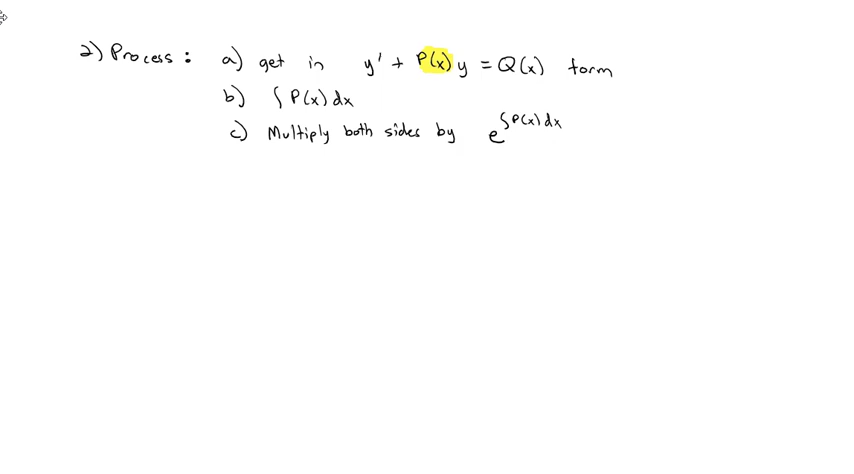 2) Process : a) get in y' + P(x) y = Q(x) form
b) ∫ P(x) dx
c) Multiply both sides by e^∫P(x) dx